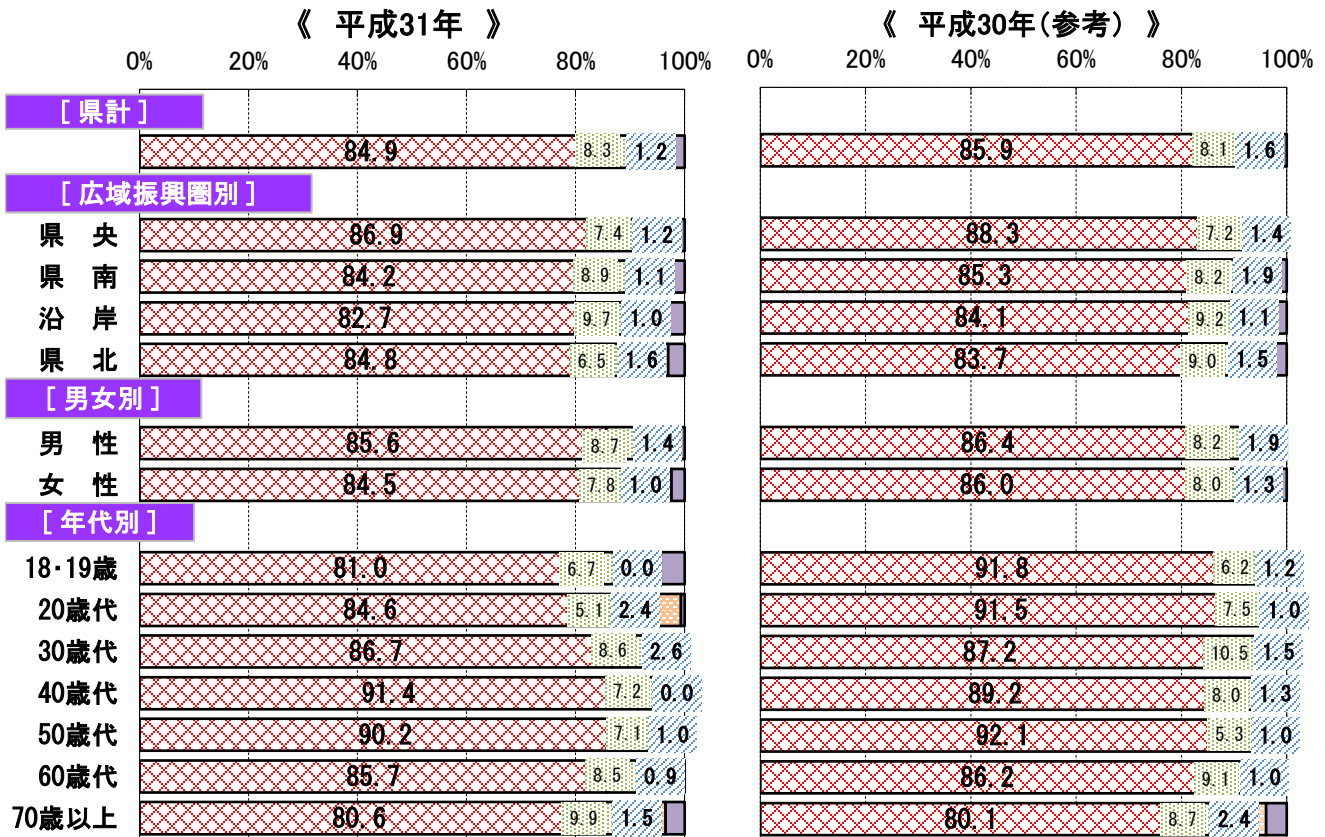 《 平成31年 》 《 平成30年(参考) 》
0% 20% 40% 60% 80% 100% 0% 20% 40% 60% 80% 100%
[ 県計 ]
84.9 8.3 1.2 85.9 8.1 1.6
[ 広域振興圏別 ]
県 央 86.9 7.4 1.2 88.3 7.2 1.4
県 南 84.2 8.9 1.1 85.3 8.2 1.9
沿 岸 82.7 9.7 1.0 84.1 9.2 1.1
県 北 84.8 6.5 1.6 83.7 9.0 1.5
[ 男女別 ]
男 性 85.6 8.7 1.4 86.4 8.2 1.9
女 性 84.5 7.8 1.0 86.0 8.0 1.3
[ 年代別 ]
18・19歳 81.0 6.7 0.0 91.8 6.2 1.2
20歳代 84.6 5.1 2.4 91.5 7.5 1.0
30歳代 86.7 8.6 2.6 87.2 10.5 1.5
40歳代 91.4 7.2 0.0 89.2 8.0 1.3
50歳代 90.2 7.1 1.0 92.1 5.3 1.0
60歳代 85.7 8.5 0.9 86.2 9.1 1.0
70歳以上 80.6 9.9 1.5 80.1 8.7 2.4